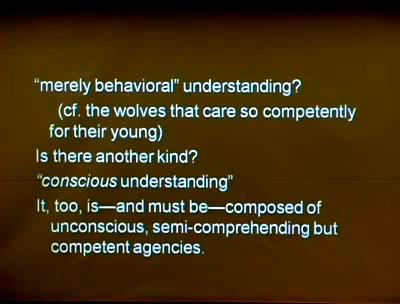 “merely behavioral” understanding?
(cf. the wolves that care so competently
for their young)
Is there another kind?
“conscious understanding”
It, too, is—and must be—composed of
unconscious, semi-comprehending but
competent agencies.